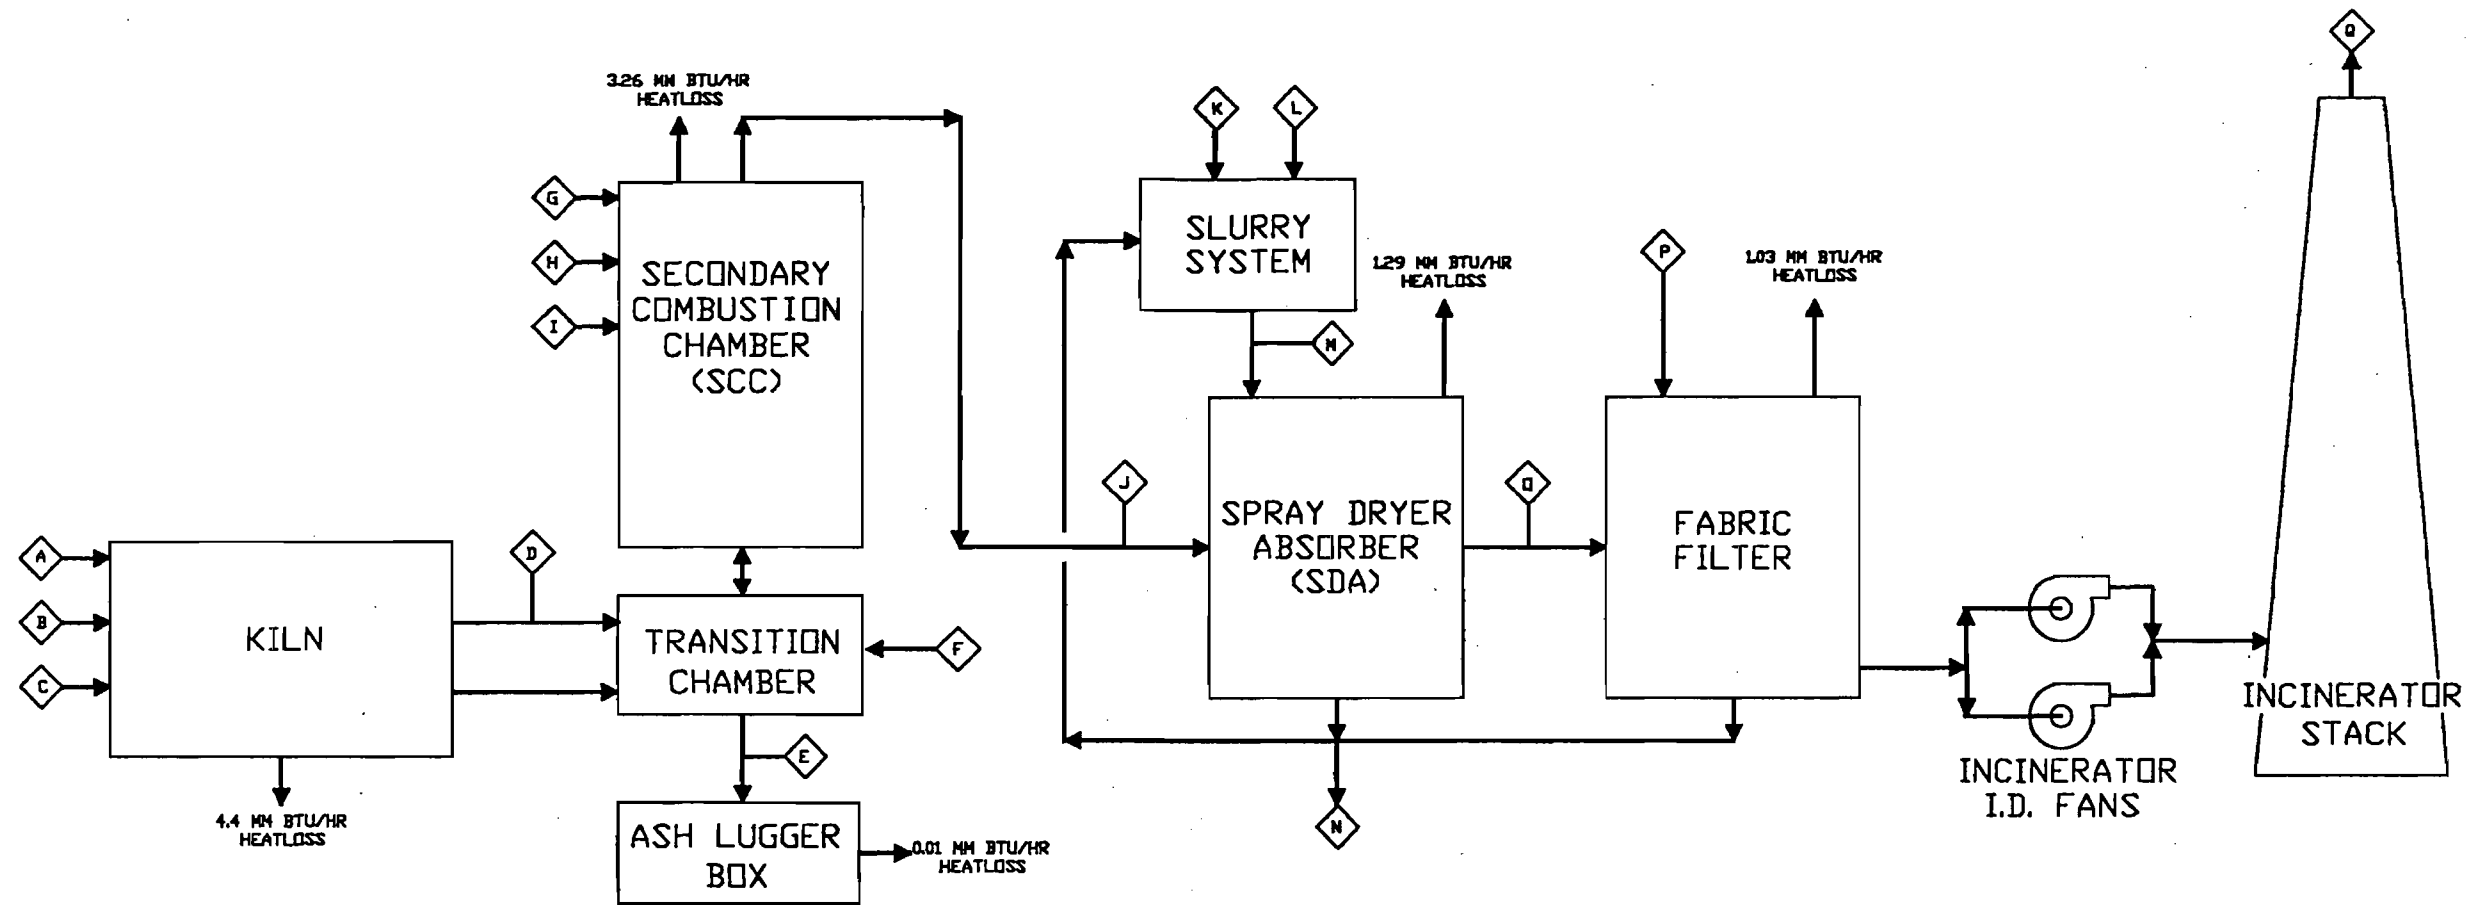 Q
3.26 MM BTU/HR
HEATLOSS
K
L
G
H
I
SECONDARY
COMBUSTION
CHAMBER
(SCC)
SLURRY
SYSTEM
M
P
1.29 MM BTU/HR
HEATLOSS
1.03 MM BTU/HR
HEATLOSS
J
O
SPRAY DRYER
ABSORBER
(SDA)
FABRIC
FILTER
A
B
C
KILN
D
TRANSITION
CHAMBER
F
E
4.4 MM BTU/HR
HEATLOSS
ASH LUGGER
BOX
0.01 MM BTU/HR
HEATLOSS
N
INCINERATOR
I.D. FANS
INCINERATOR
STACK